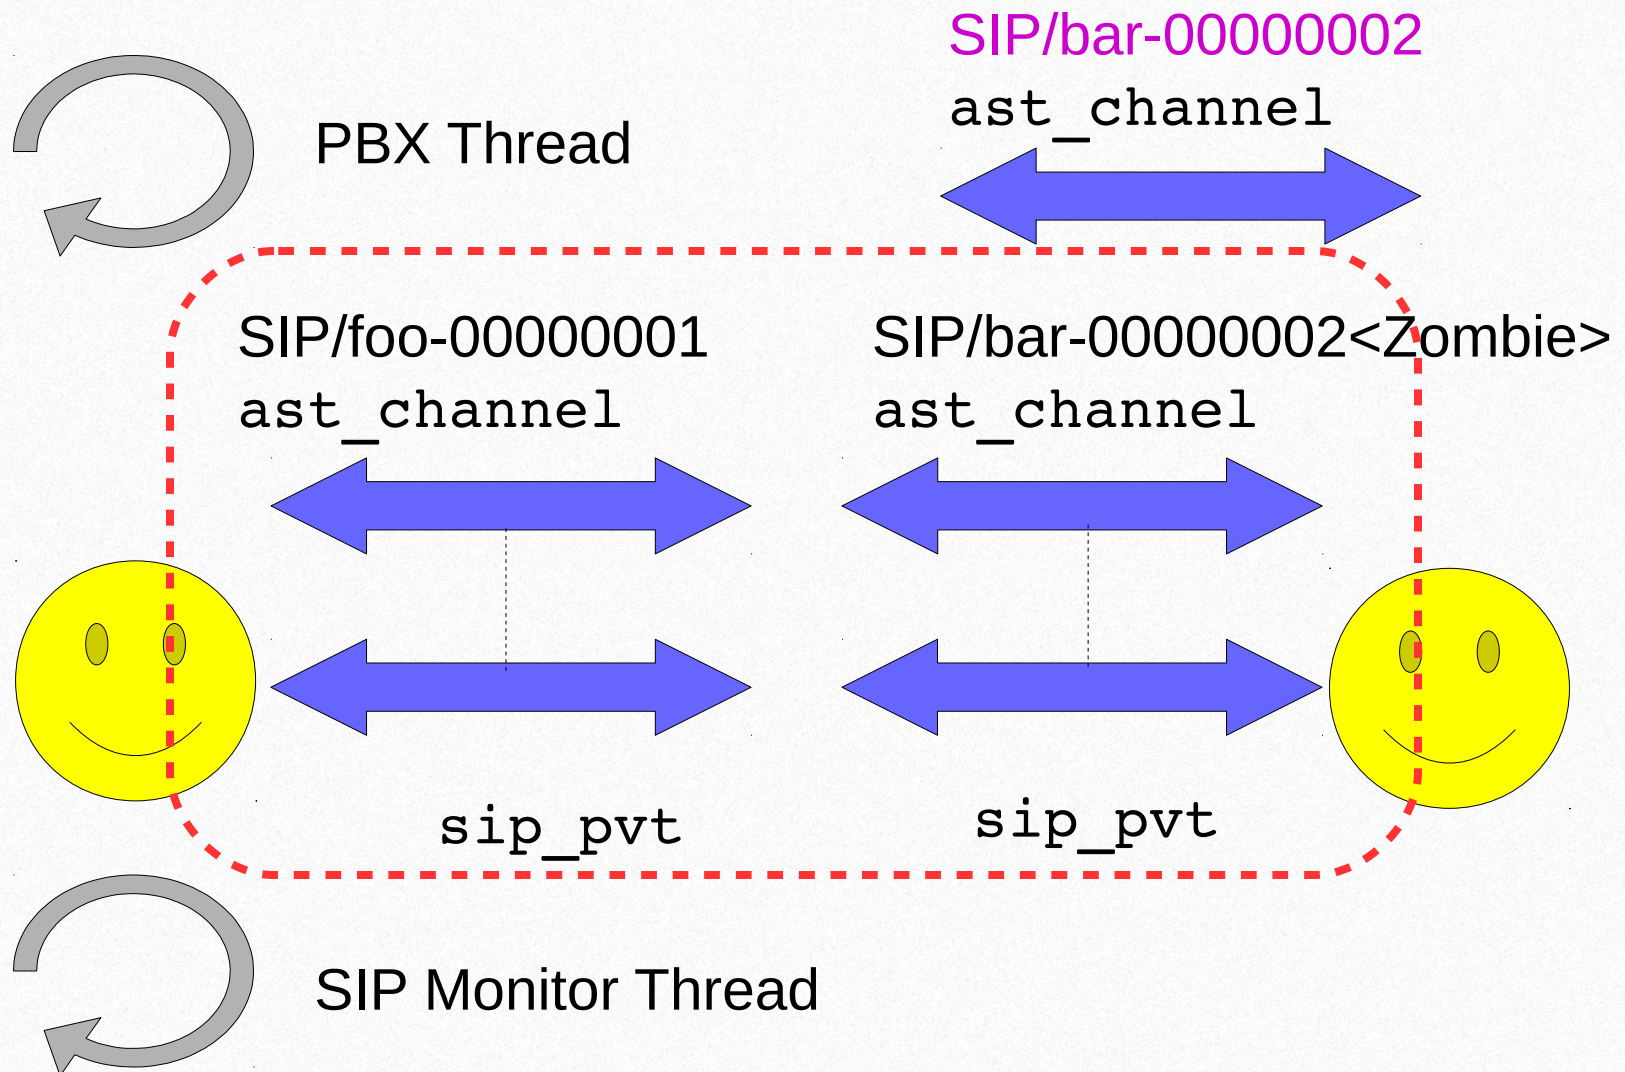 SIP/bar-00000002
ast_channel
PBX Thread
SIP/foo-00000001
ast_channel
SIP/bar-00000002<Zombie>
ast_channel
sip_pvt
sip_pvt
SIP Monitor Thread